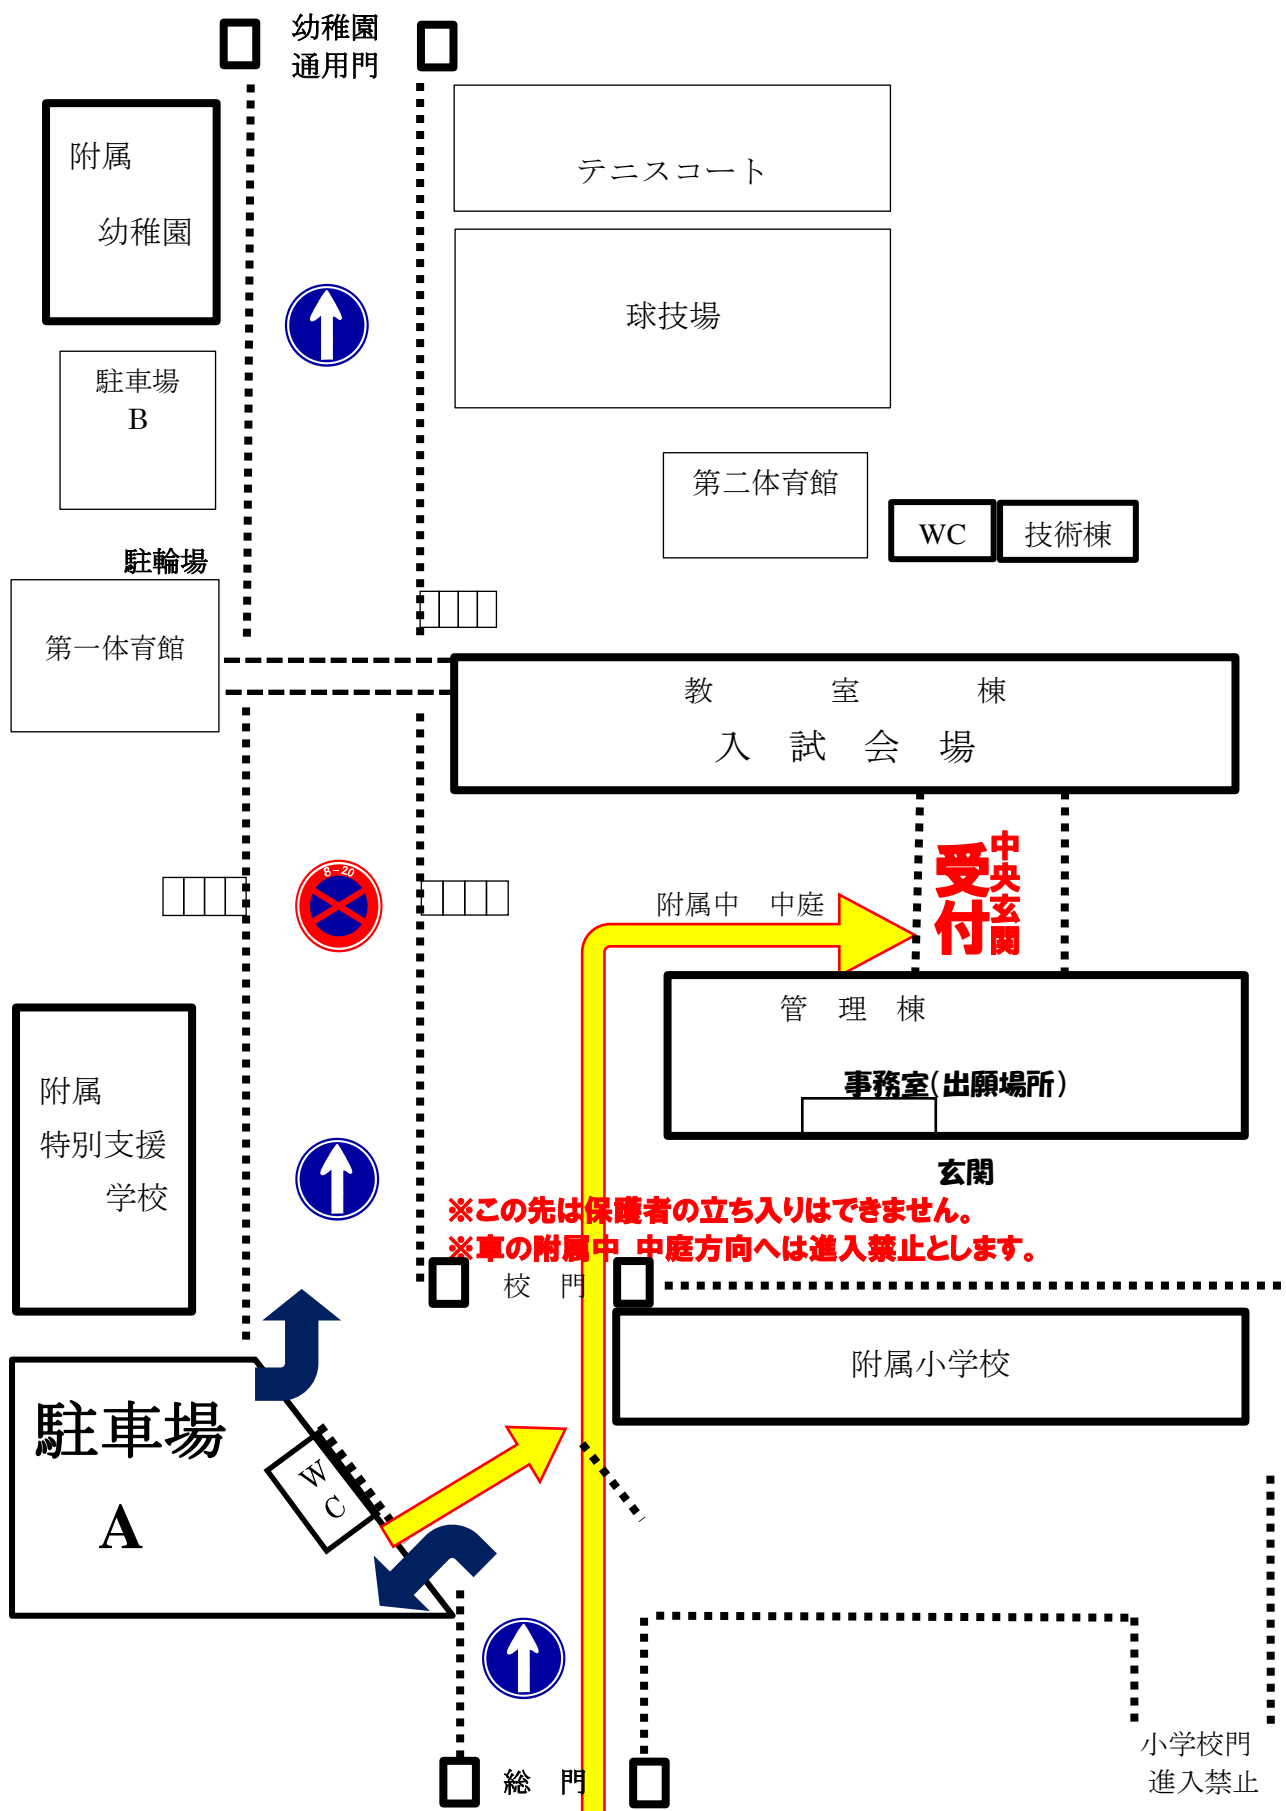 幼稚園
通用門
附属
幼稚園
テニスコート
球技場
駐車場
B
第二体育館
WC
技術棟
駐輪場
第一体育館
教 室 棟
入 試 会 場
中央玄関
受付
8-20
附属中 中庭
管 理 棟
事務室(出願場所)
附属
特別支援
学校
玄関
※この先は保護者の立ち入りはできません。
※車の附属中 中庭方向へは進入禁止とします。
校 門
附属小学校
駐車場
A
WC
小学校門
進入禁止
総 門